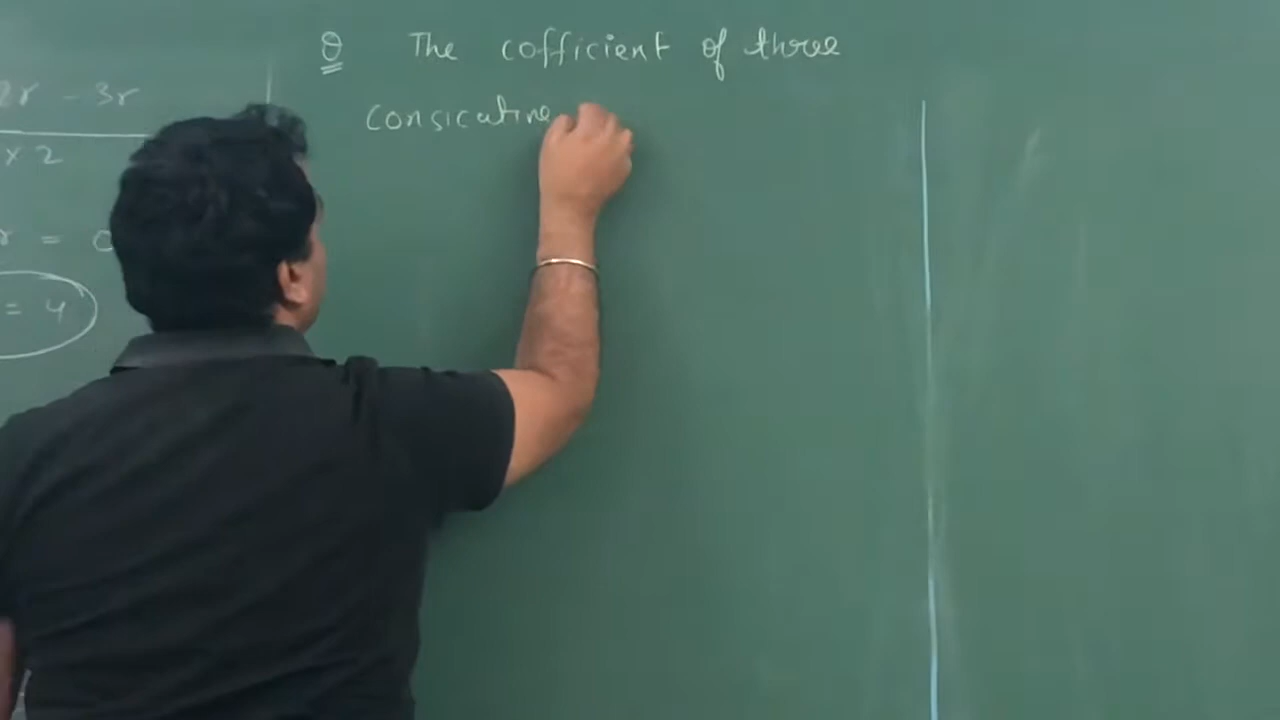 2r - 3r
x 2
r = 0
= 4
Q The cofficient of three
consicutive